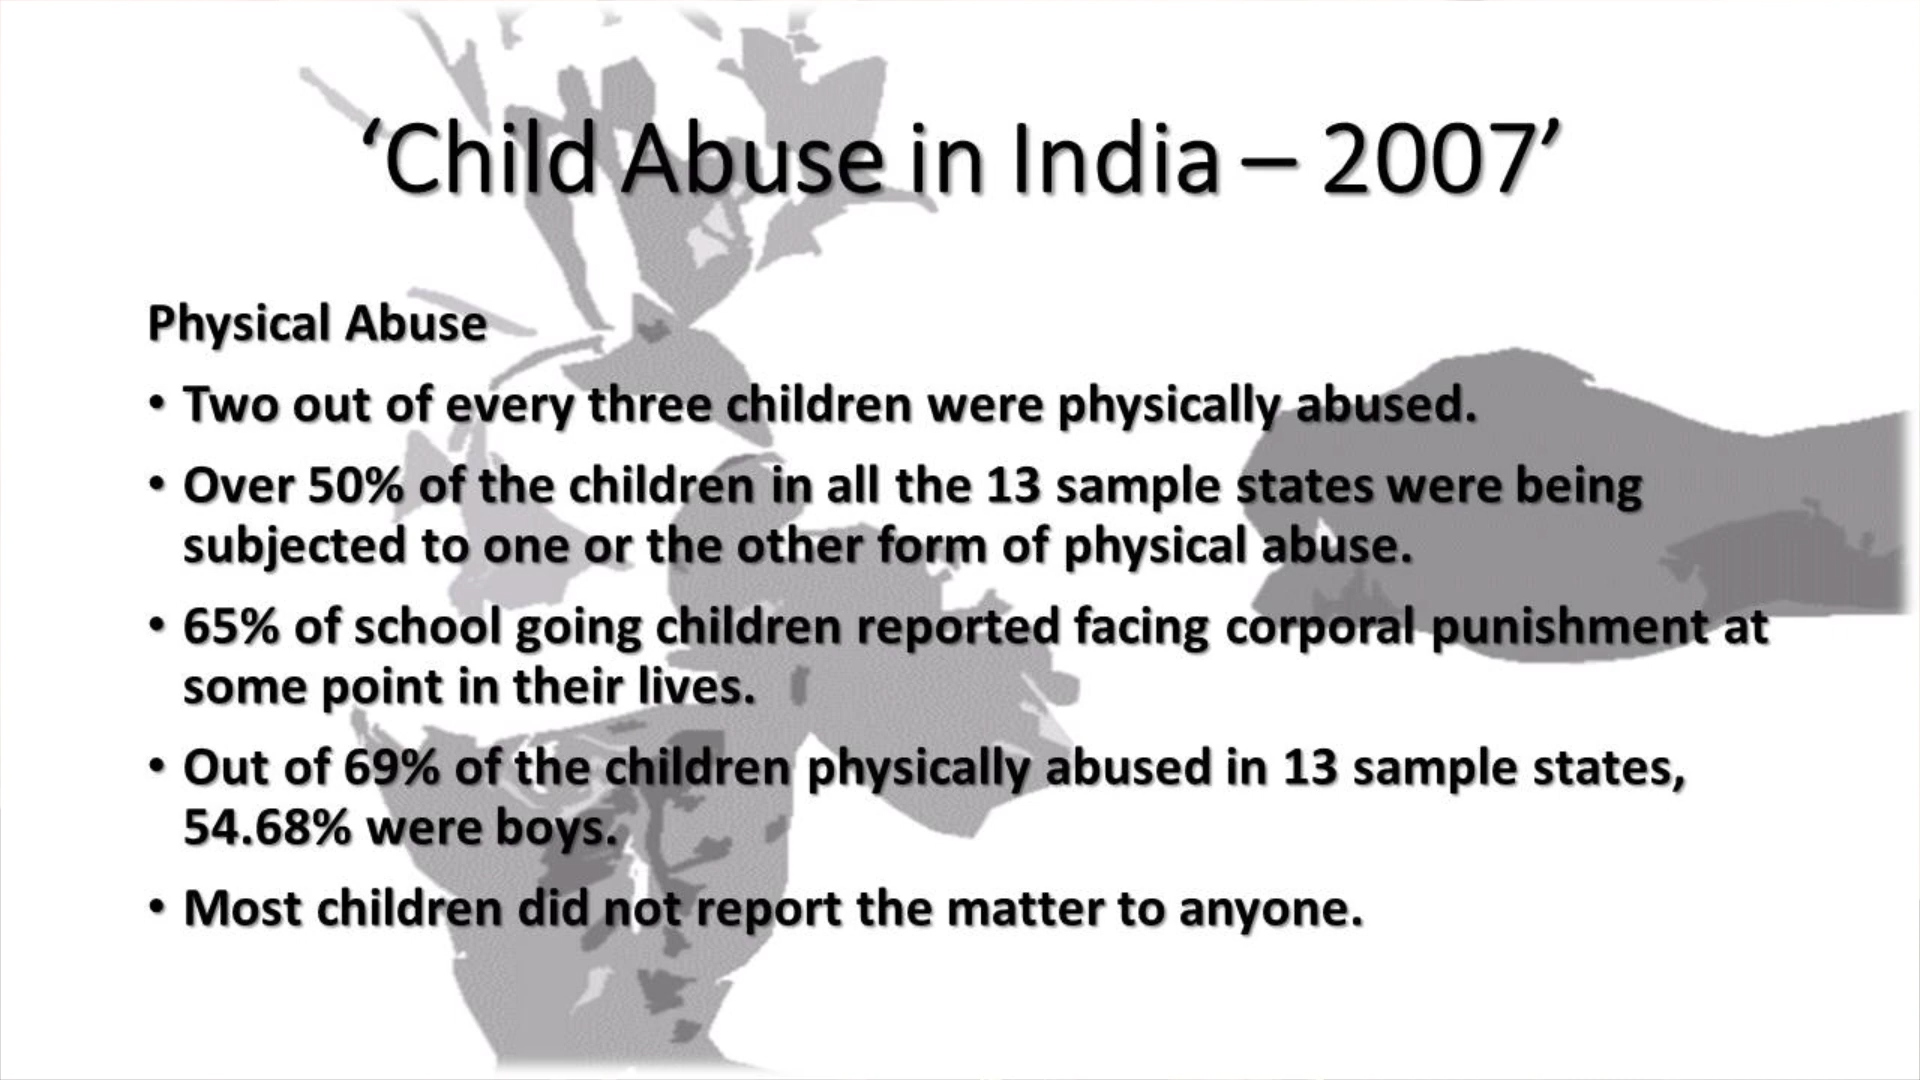 ‘Child Abuse in India – 2007’
Physical Abuse
• Two out of every three children were physically abused.
• Over 50% of the children in all the 13 sample states were being
subjected to one or the other form of physical abuse.
• 65% of school going children reported facing corporal punishment at
some point in their lives.
• Out of 69% of the children physically abused in 13 sample states,
54.68% were boys.
• Most children did not report the matter to anyone.